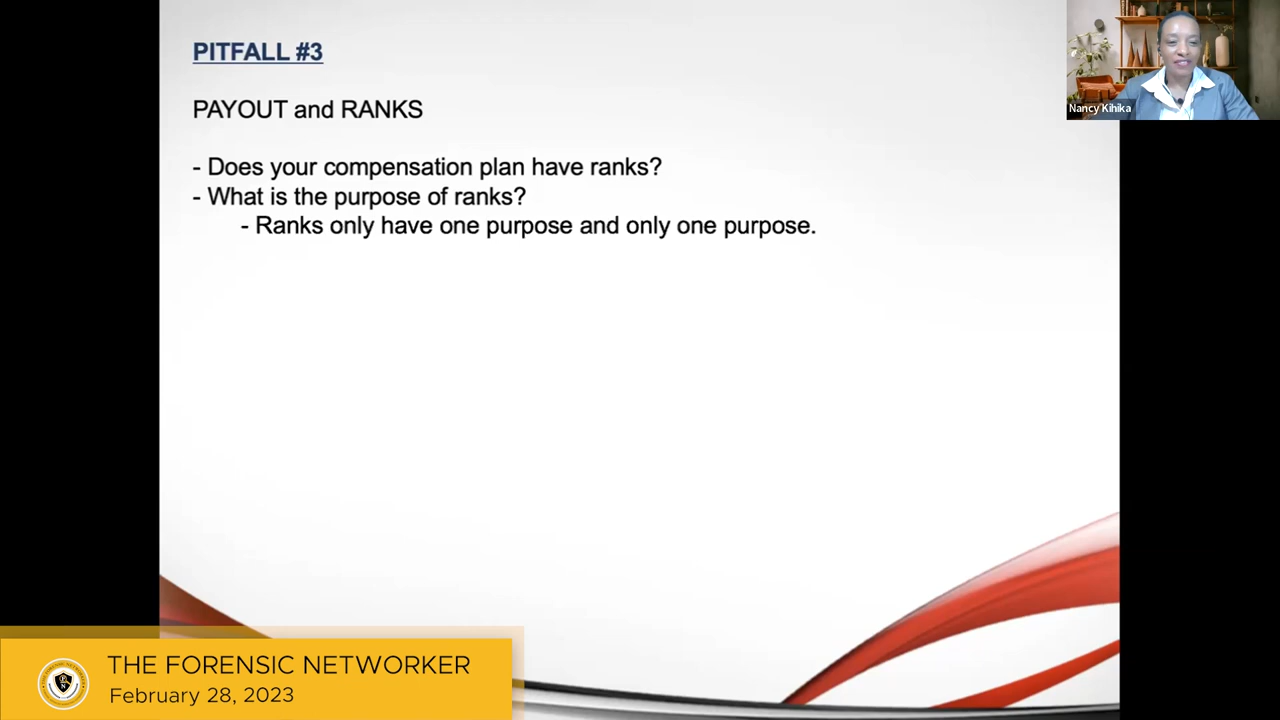 PITFALL #3
PAYOUT and RANKS
- Does your compensation plan have ranks?
- What is the purpose of ranks?
- Ranks only have one purpose and only one purpose.
Nancy Kihika
THE FORENSIC NETWORKER
February 28, 2023